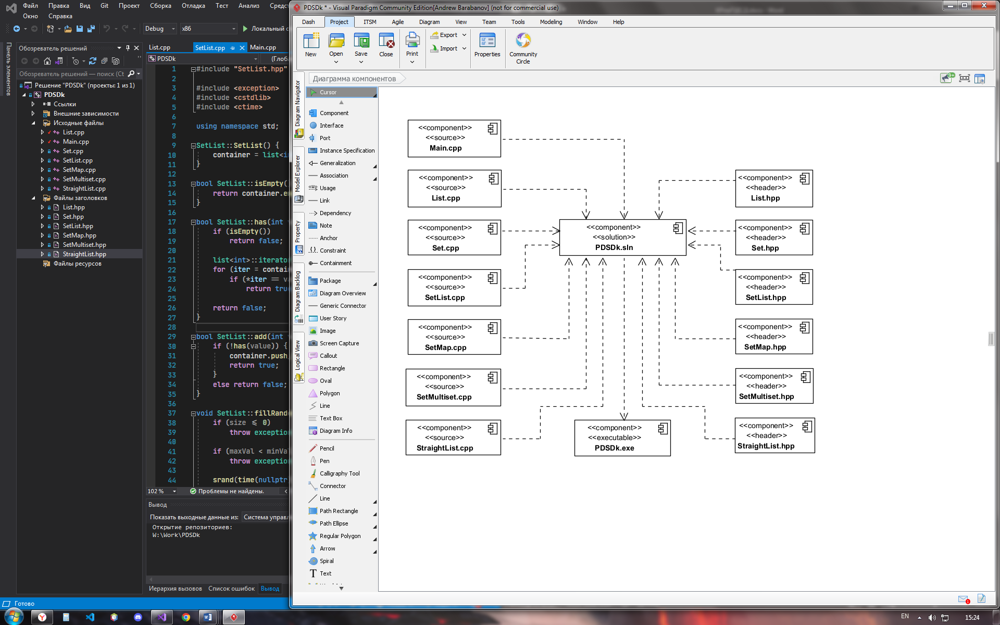 Файл Правка Вид Git Проект Сборка Отладка Тест Анализ
Окно Справка
Debug x86 Локальный
Панель элементов
Обозреватель решений
Обозреватель решений — поиск (Ct
Решение "PDSDk" (проекты: 1 из 1)
PDSDk
Ссылки
Внешние зависимости
Исходные файлы
List.cpp
Main.cpp
Set.cpp
SetList.cpp
SetMap.cpp
SetMultiset.cpp
StraightList.cpp
Файлы заголовков
List.hpp
Set.hpp
SetList.hpp
SetMap.hpp
SetMultiset.hpp
StraightList.hpp
Файлы ресурсов
List.cpp SetList.cpp Main.cpp
PDSDk (Глоба
1 #include "SetList.hpp"
2
3 #include <exception>
4 #include <cstdlib>
5 #include <ctime>
6
7 using namespace std;
8
9 SetList::SetList() {
10 container = list<in
11 }
12
13 bool SetList::isEmpty(
14 return container.em
15 }
16
17 bool SetList::has(int
18 if (isEmpty())
19 return false;
20
21 list<int>::iterato
22 for (iter = contain
23 if (*iter == va
24 return true
25
26 return false;
27 }
28
29 bool SetList::add(int
30 if (!has(value)) {
31 container.push_
32 return true;
33 }
34 else return false;
35 }
36
37 void SetList::fillRand
38 if (size <= 0)
39 throw exception
40
41 if (maxVal < minVal
42 throw exception
43
44 srand(time(nullptr
102 % Проблемы не найдены.
Вывод
Показать выходные данные из: Система управл
Открытие репозиториев:
W:\Work\PDSDk
Иерархия вызовов Список ошибок Вывод
Готово
PDSDk * - Visual Paradigm Community Edition[Andrew Barabanov] (not for commercial use)
Dash Project ITSM Agile Diagram View Team Tools Modeling Window Help
New Open Save Close Print Export Import Properties Community Circle
Диаграмма компонентов
9+
Diagram Navigator
Model Explorer
Property
Diagram Backlog
Logical View
Cursor
Component
Interface
Port
Instance Specification
Generalization
Association
Usage
Link
Dependency
Note
Anchor
Constraint
Containment
Package
Diagram Overview
Generic Connector
User Story
Image
Screen Capture
Callout
Rectangle
Oval
Polygon
Line
Text Box
Diagram Info
Pencil
Pen
Calligraphy Tool
Connector
Line
Path Rectangle
Path Ellipse
Regular Polygon
Arrow
Spiral
Text
<<component>>
<<source>>
Main.cpp
<<component>>
<<source>>
List.cpp
<<component>>
<<source>>
Set.cpp
<<component>>
<<source>>
SetList.cpp
<<component>>
<<source>>
SetMap.cpp
<<component>>
<<source>>
SetMultiset.cpp
<<component>>
<<source>>
StraightList.cpp
<<component>>
<<solution>>
PDSDk.sln
<<component>>
<<executable>>
PDSDk.exe
<<component>>
<<header>>
List.hpp
<<component>>
<<header>>
Set.hpp
<<component>>
<<header>>
SetList.hpp
<<component>>
<<header>>
SetMap.hpp
<<component>>
<<header>>
SetMultiset.hpp
<<component>>
<<header>>
StraightList.hpp
EN 15:24